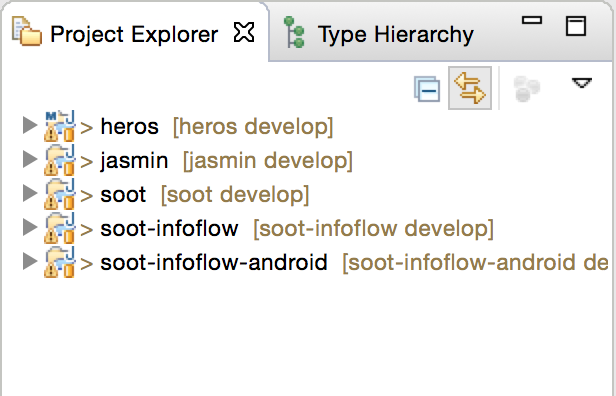 Project Explorer Type Hierarchy
> heros [heros develop]
> jasmin [jasmin develop]
> soot [soot develop]
> soot-infoflow [soot-infoflow develop]
> soot-infoflow-android [soot-infoflow-android de